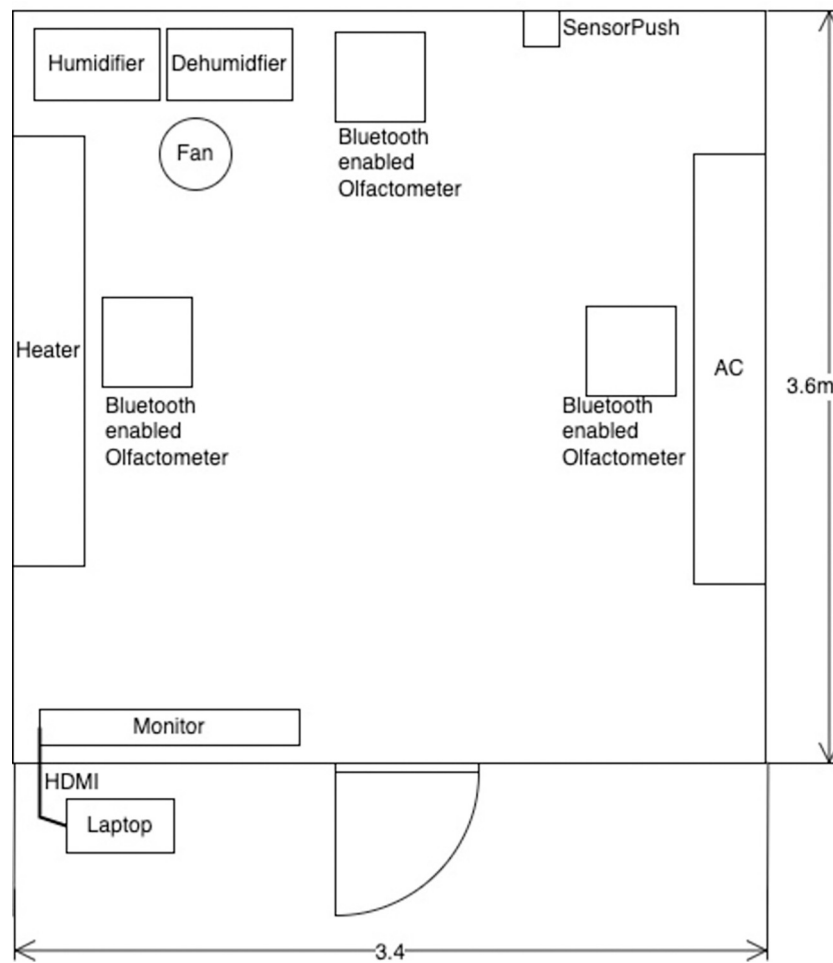 SensorPush
Humidifier
Dehumidfier
Bluetooth
enabled
Olfactometer
Fan
Heater
Bluetooth
enabled
Olfactometer
Bluetooth
enabled
Olfactometer
AC
3.6m
Monitor
HDMI
Laptop
3.4